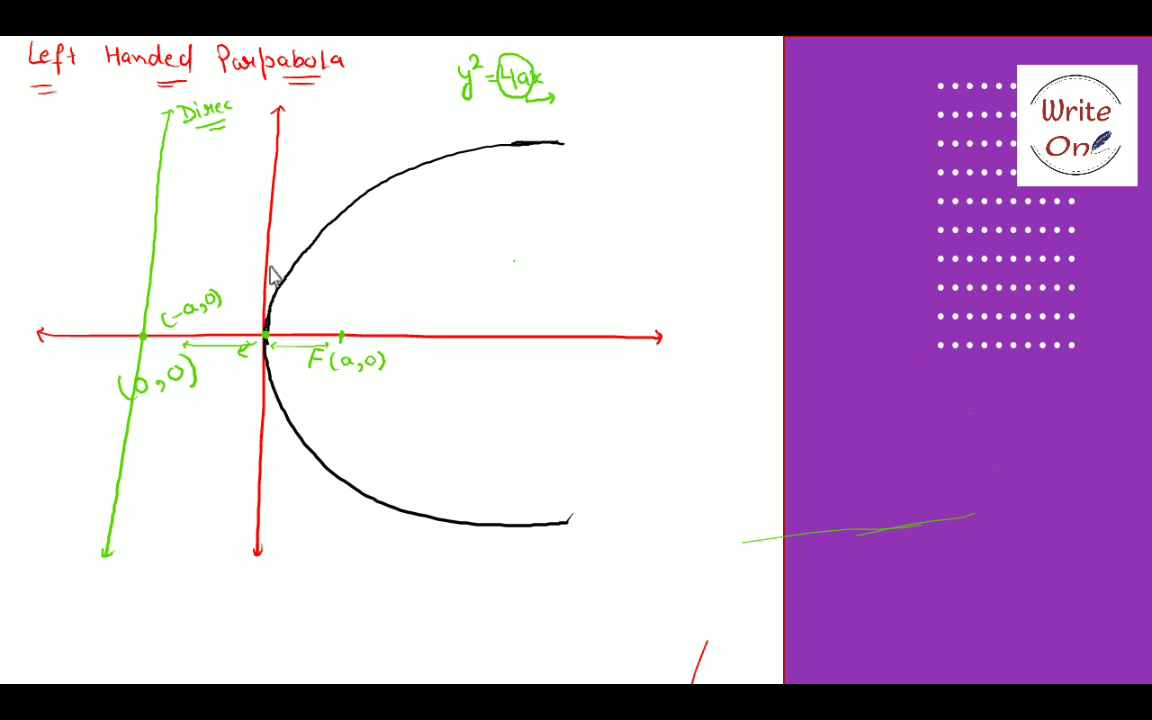 Left Handed Parpabola
y²=4ax
Direc
(-a,0)
(0,0)
F(a,0)
Write
On